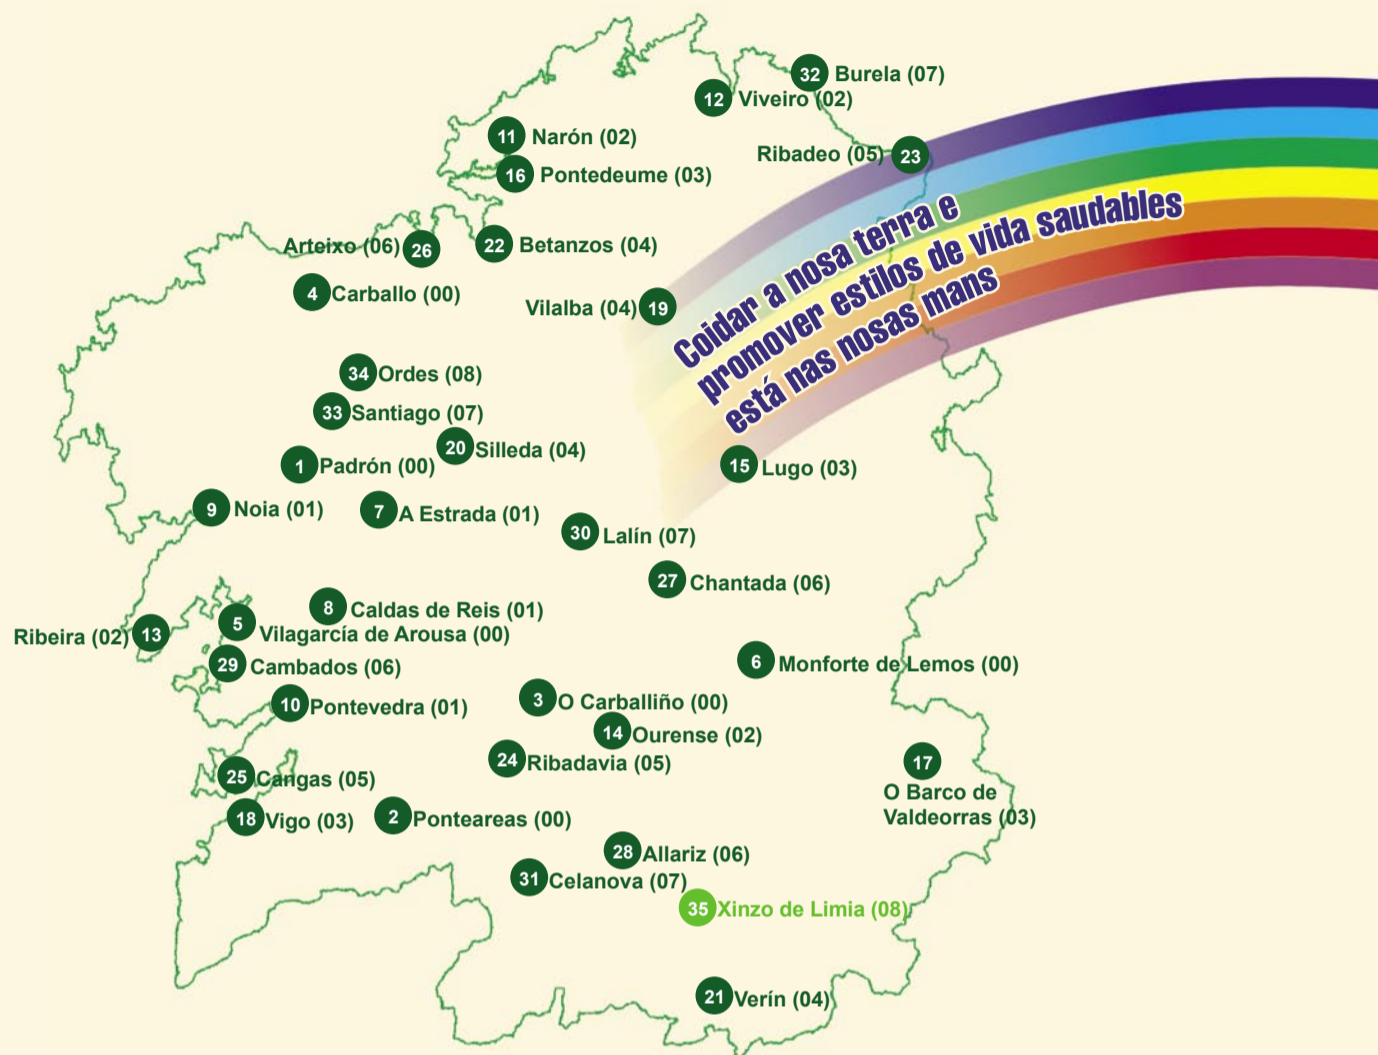 32 Burela (07)
12 Viveiro (02)
11 Narón (02)
Ribadeo (05) 23
16 Pontedeume (03)
Coidar a nosa terra e
promover estilos de vida saudables
está nas nosas mans
Arteixo (06) 26
22 Betanzos (04)
4 Carballo (00)
Vilalba (04) 19
34 Ordes (08)
33 Santiago (07)
20 Silleda (04)
1 Padrón (00)
15 Lugo (03)
9 Noia (01)
7 A Estrada (01)
30 Lalín (07)
27 Chantada (06)
8 Caldas de Reis (01)
5 Vilagarcía de Arousa (00)
Ribeira (02) 13
29 Cambados (06)
6 Monforte de Lemos (00)
10 Pontevedra (01)
3 O Carballiño (00)
14 Ourense (02)
24 Ribadavia (05)
17
O Barco de
Valdeorras (03)
25 Cangas (05)
18 Vigo (03)
2 Ponteareas (00)
28 Allariz (06)
31 Celanova (07)
35 Xinzo de Limia (08)
21 Verín (04)